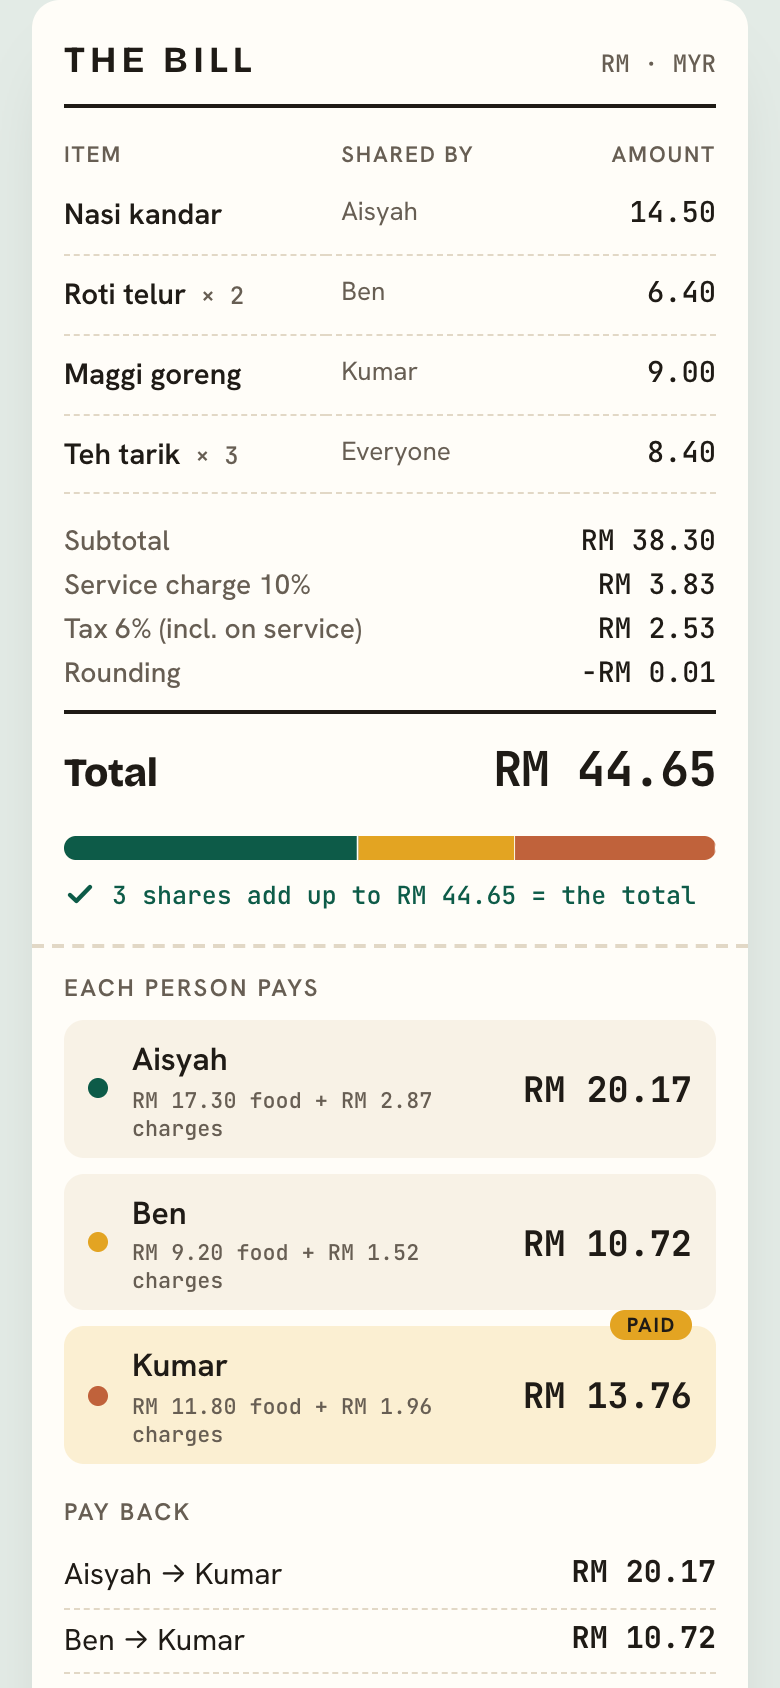 THE BILL RM · MYR
ITEM SHARED BY AMOUNT
Nasi kandar Aisyah 14.50
Roti telur × 2 Ben 6.40
Maggi goreng Kumar 9.00
Teh tarik × 3 Everyone 8.40
Subtotal RM 38.30
Service charge 10% RM 3.83
Tax 6% (incl. on service) RM 2.53
Rounding -RM 0.01
Total RM 44.65
3 shares add up to RM 44.65 = the total
EACH PERSON PAYS
Aisyah
RM 17.30 food + RM 2.87
charges
RM 20.17
Ben
RM 9.20 food + RM 1.52
charges
RM 10.72
PAID
Kumar
RM 11.80 food + RM 1.96
charges
RM 13.76
PAY BACK
Aisyah → Kumar RM 20.17
Ben → Kumar RM 10.72